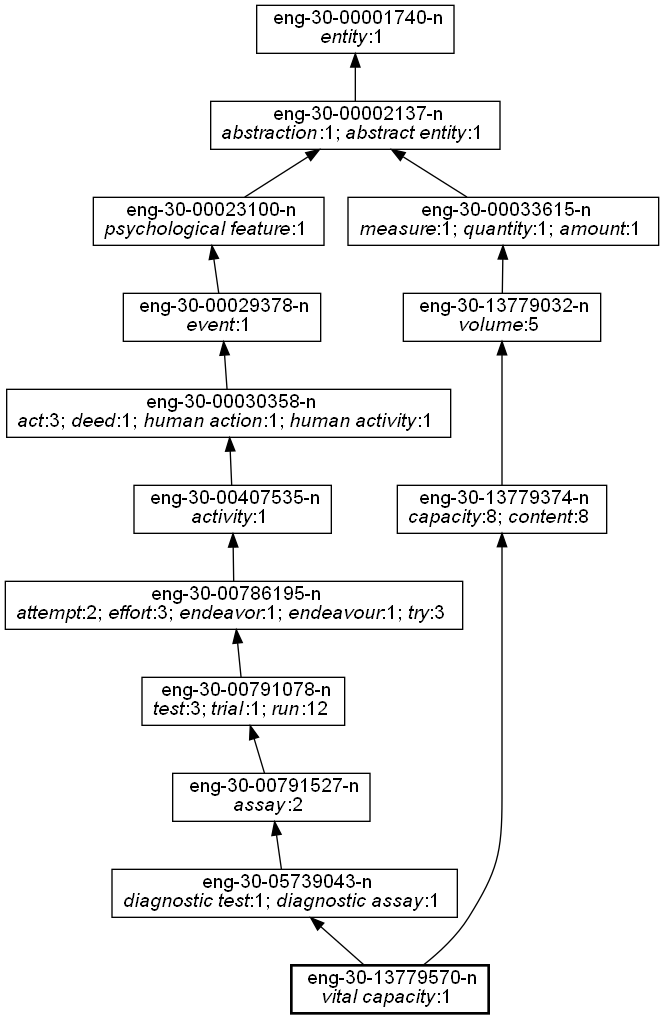 eng-30-00001740-n
entity:1
eng-30-00002137-n
abstraction:1; abstract entity:1
eng-30-00023100-n
psychological feature:1
eng-30-00033615-n
measure:1; quantity:1; amount:1
eng-30-00029378-n
event:1
eng-30-13779032-n
volume:5
eng-30-00030358-n
act:3; deed:1; human action:1; human activity:1
eng-30-00407535-n
activity:1
eng-30-13779374-n
capacity:8; content:8
eng-30-00786195-n
attempt:2; effort:3; endeavor:1; endeavour:1; try:3
eng-30-00791078-n
test:3; trial:1; run:12
eng-30-00791527-n
assay:2
eng-30-05739043-n
diagnostic test:1; diagnostic assay:1
eng-30-13779570-n
vital capacity:1